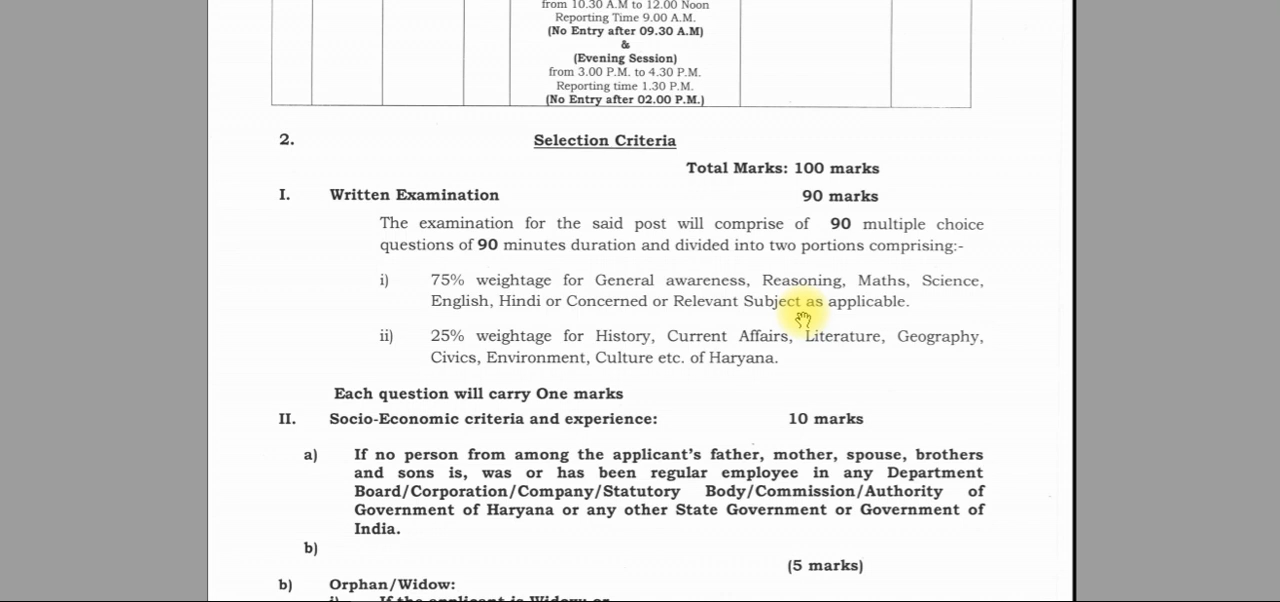 from 10.30 A.M to 12.00 Noon
Reporting Time 9.00 A.M.
(No Entry after 09.30 A.M)
&
(Evening Session)
from 3.00 P.M. to 4.30 P.M.
Reporting time 1.30 P.M.
(No Entry after 02.00 P.M.)
2. Selection Criteria
Total Marks: 100 marks
I. Written Examination 90 marks
The examination for the said post will comprise of 90 multiple choice
questions of 90 minutes duration and divided into two portions comprising:-
i) 75% weightage for General awareness, Reasoning, Maths, Science,
English, Hindi or Concerned or Relevant Subject as applicable.
ii) 25% weightage for History, Current Affairs, Literature, Geography,
Civics, Environment, Culture etc. of Haryana.
Each question will carry One marks
II. Socio-Economic criteria and experience: 10 marks
a) If no person from among the applicant's father, mother, spouse, brothers
and sons is, was or has been regular employee in any Department
Board/Corporation/Company/Statutory Body/Commission/Authority of
Government of Haryana or any other State Government or Government of
India.
b)
(5 marks)
b) Orphan/Widow:
i) If the applicant is Widow; or